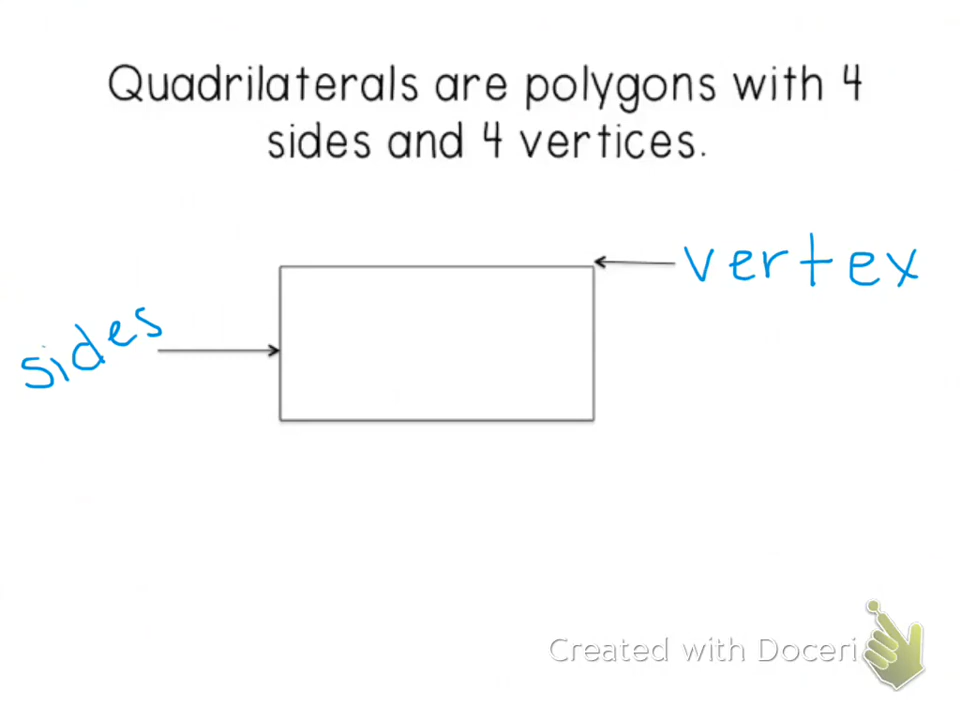 Quadrilaterals are polygons with 4
sides and 4 vertices.
vertex
sides
Created with Doceri